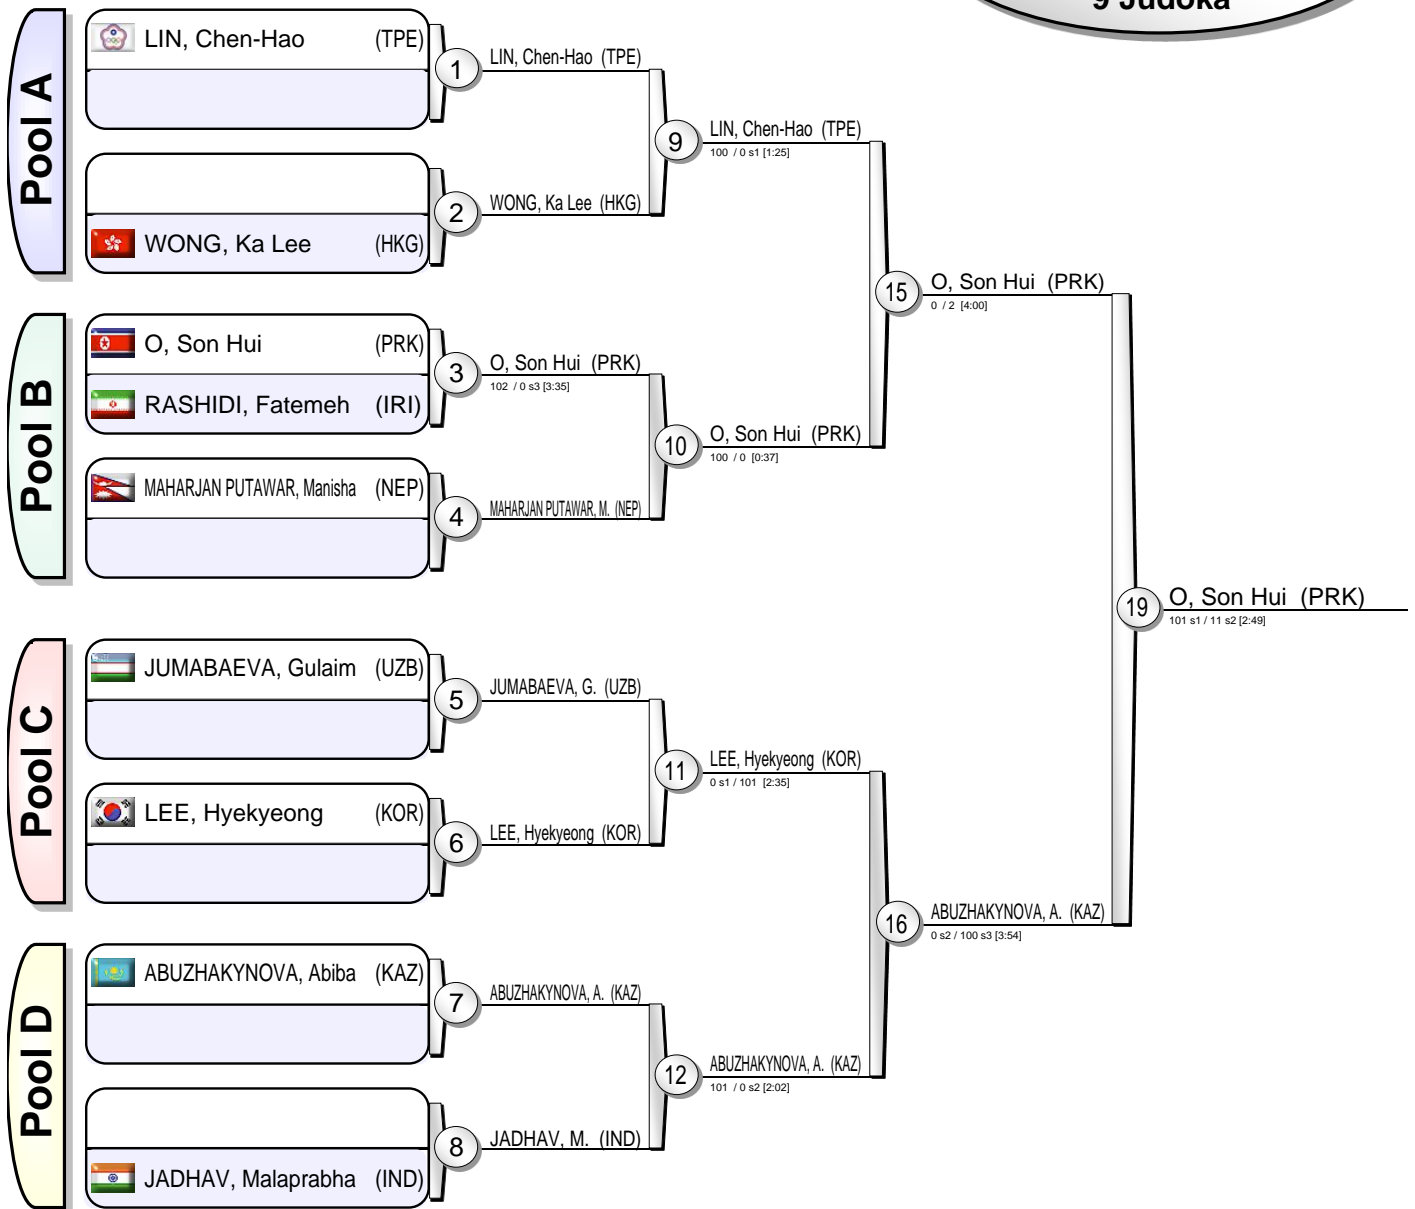 9 Judoka
Pool A
LIN, Chen-Hao (TPE)
WONG, Ka Lee (HKG)
1
LIN, Chen-Hao (TPE)
2
WONG, Ka Lee (HKG)
9
LIN, Chen-Hao (TPE)
100 / 0 s1 [1:25]
Pool B
O, Son Hui (PRK)
RASHIDI, Fatemeh (IRI)
MAHARJAN PUTAWAR, Manisha (NEP)
3
O, Son Hui (PRK)
102 / 0 s3 [3:35]
4
MAHARJAN PUTAWAR, M. (NEP)
10
O, Son Hui (PRK)
100 / 0 [0:37]
15
O, Son Hui (PRK)
0 / 2 [4:00]
Pool C
JUMABAEVA, Gulaim (UZB)
LEE, Hyekyeong (KOR)
5
JUMABAEVA, G. (UZB)
6
LEE, Hyekyeong (KOR)
11
LEE, Hyekyeong (KOR)
0 s1 / 101 [2:35]
Pool D
ABUZHAKYNOVA, Abiba (KAZ)
JADHAV, Malaprabha (IND)
7
ABUZHAKYNOVA, A. (KAZ)
8
JADHAV, M. (IND)
12
ABUZHAKYNOVA, A. (KAZ)
101 / 0 s2 [2:02]
16
ABUZHAKYNOVA, A. (KAZ)
0 s2 / 100 s3 [3:54]
19
O, Son Hui (PRK)
101 s1 / 11 s2 [2:49]